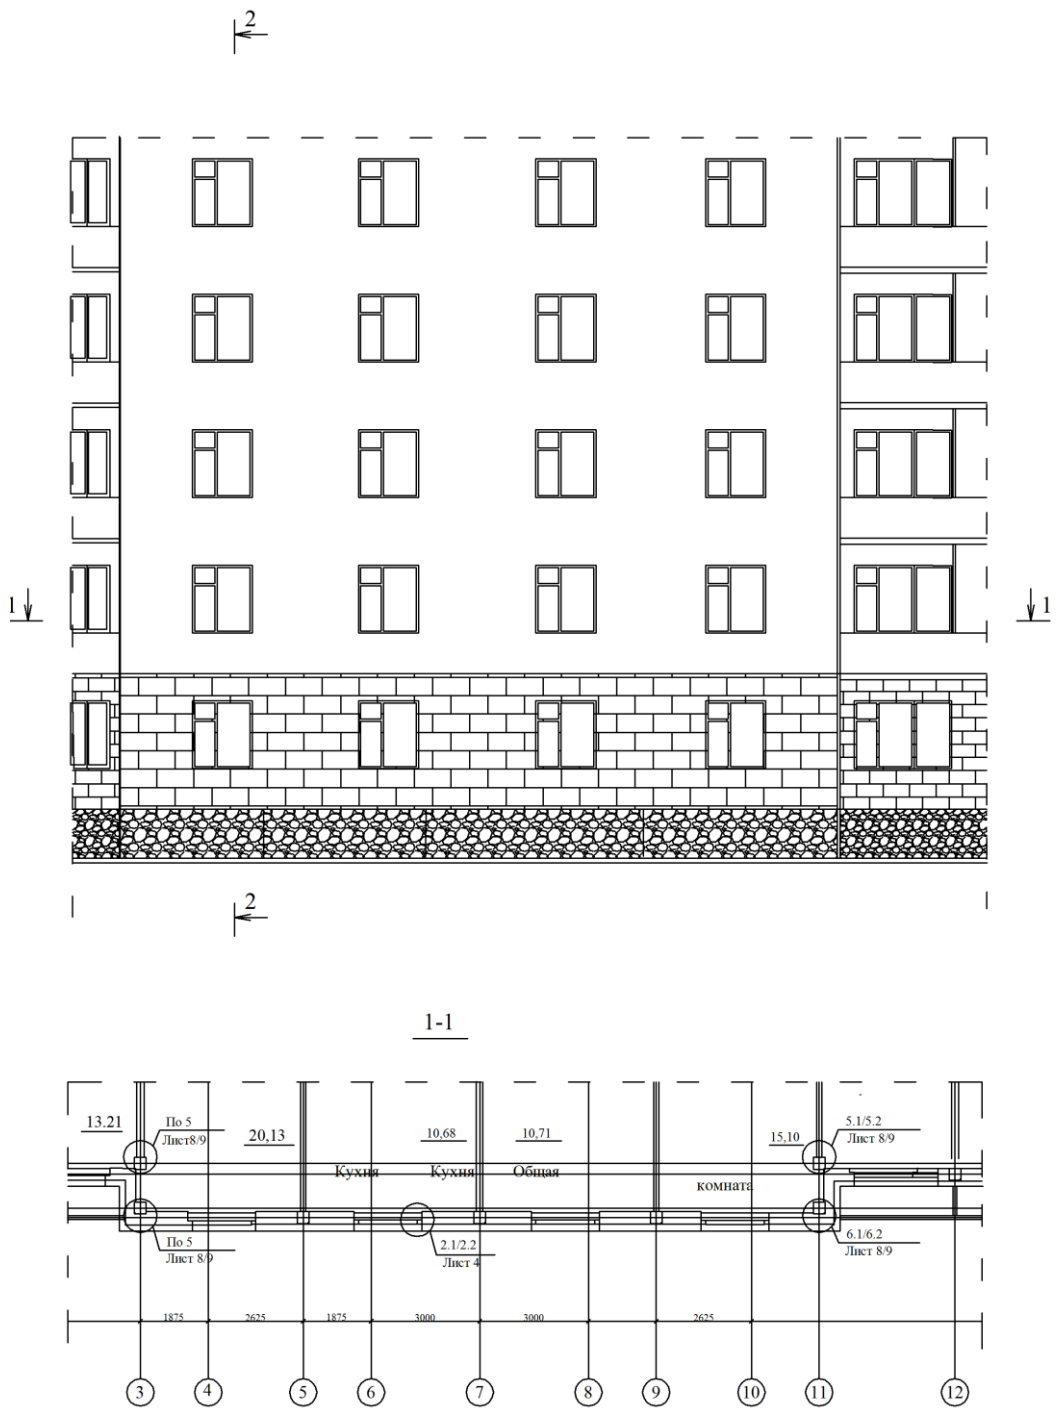 2
1
1
2
1-1
13.21
По 5
Лист8/9
20,13
10,68
10,71
15,10
5.1/5.2
Лист 8/9
Кухня
Кухня
Общая
комната
По 5
Лист 8/9
2.1/2.2
Лист 4
6.1/6.2
Лист 8/9
1875
2625
1875
3000
3000
2625
3
4
5
6
7
8
9
10
11
12